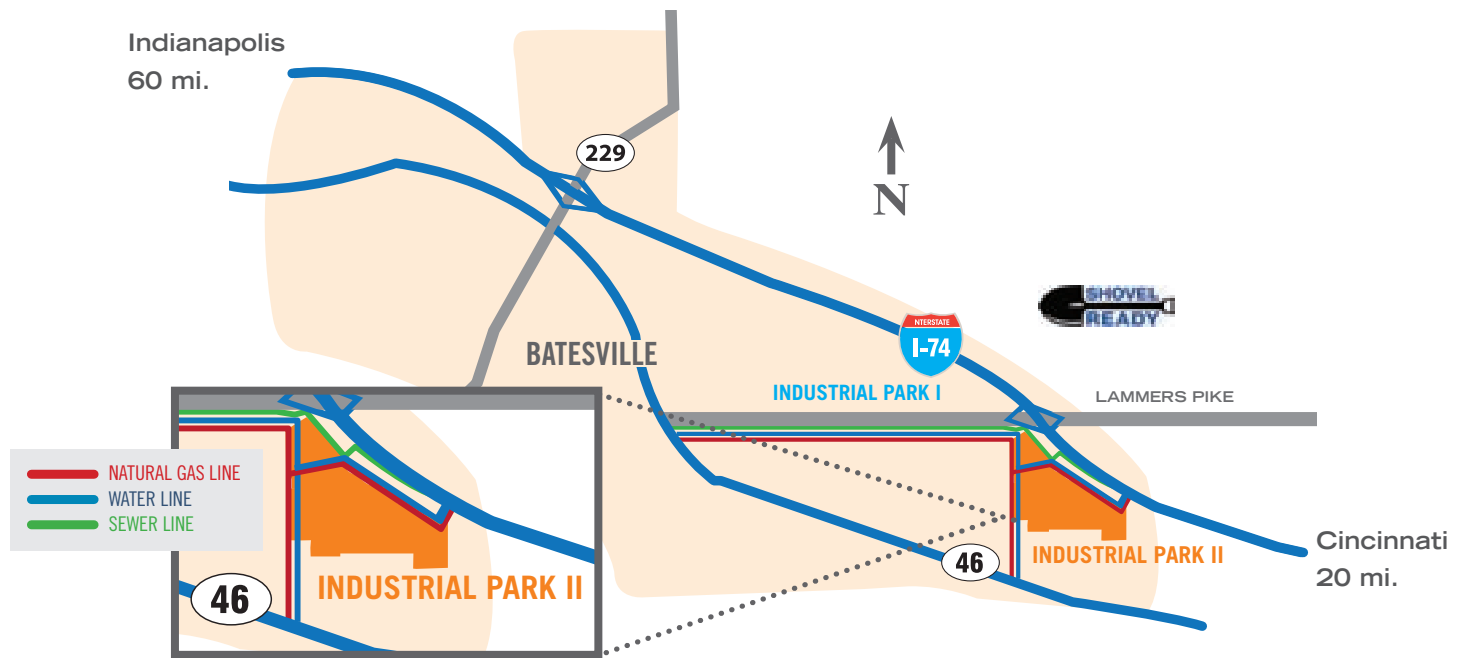 Indianapolis
60 mi.
229
N
SHOVEL
READY
NTERSTATE
I-74
BATESVILLE
INDUSTRIAL PARK I
LAMMERS PIKE
NATURAL GAS LINE
WATER LINE
SEWER LINE
46
INDUSTRIAL PARK II
46
INDUSTRIAL PARK II
Cincinnati
20 mi.